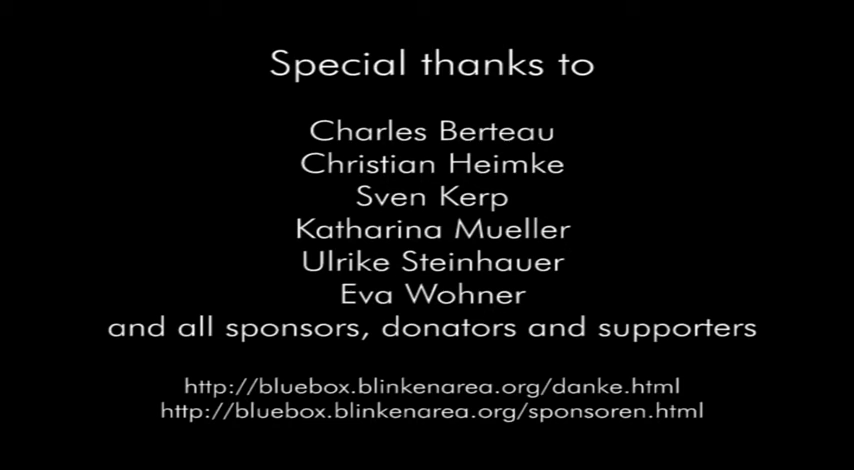 Special thanks to
Charles Berteau
Christian Heimke
Sven Kerp
Katharina Mueller
Ulrike Steinhauer
Eva Wohner
and all sponsors, donators and supporters
http://bluebox.blinkenarea.org/danke.html
http://bluebox.blinkenarea.org/sponsoren.html